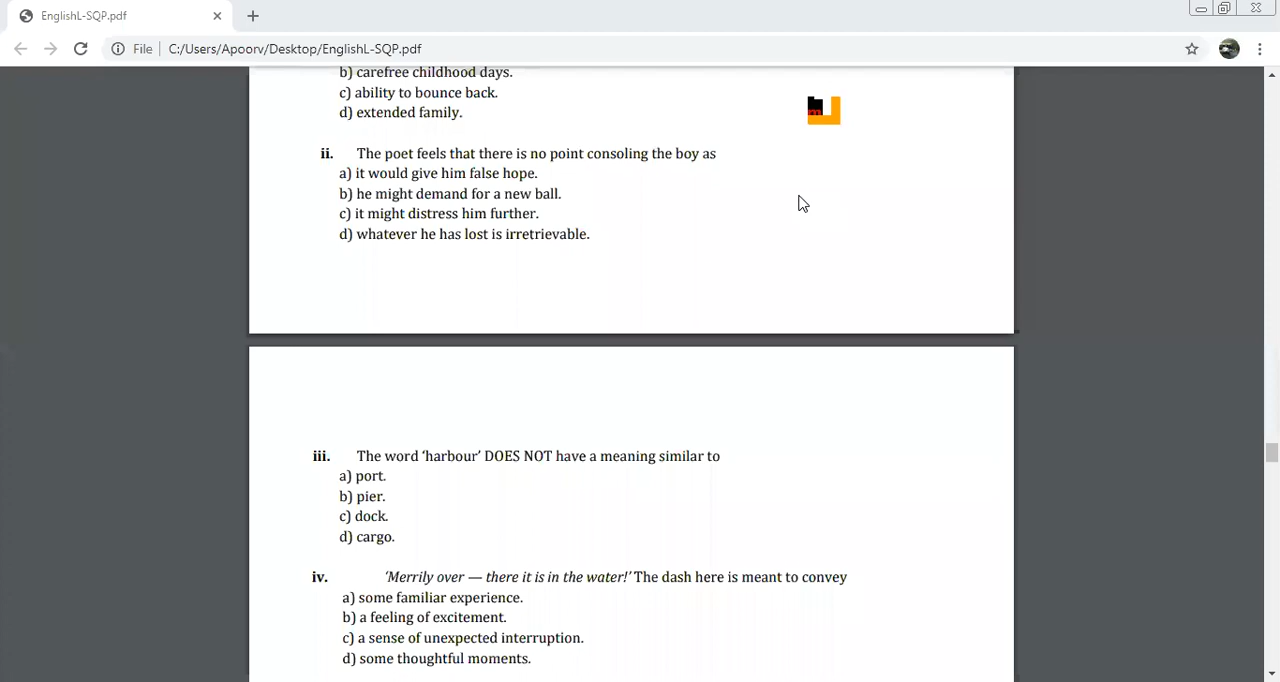 EnglishL-SQP.pdf
File
C:/Users/Apoorv/Desktop/EnglishL-SQP.pdf
b) carefree childhood days.
c) ability to bounce back.
d) extended family.
ii. The poet feels that there is no point consoling the boy as
a) it would give him false hope.
b) he might demand for a new ball.
c) it might distress him further.
d) whatever he has lost is irretrievable.
iii. The word ‘harbour’ DOES NOT have a meaning similar to
a) port.
b) pier.
c) dock.
d) cargo.
iv. ‘Merrily over — there it is in the water!’ The dash here is meant to convey
a) some familiar experience.
b) a feeling of excitement.
c) a sense of unexpected interruption.
d) some thoughtful moments.